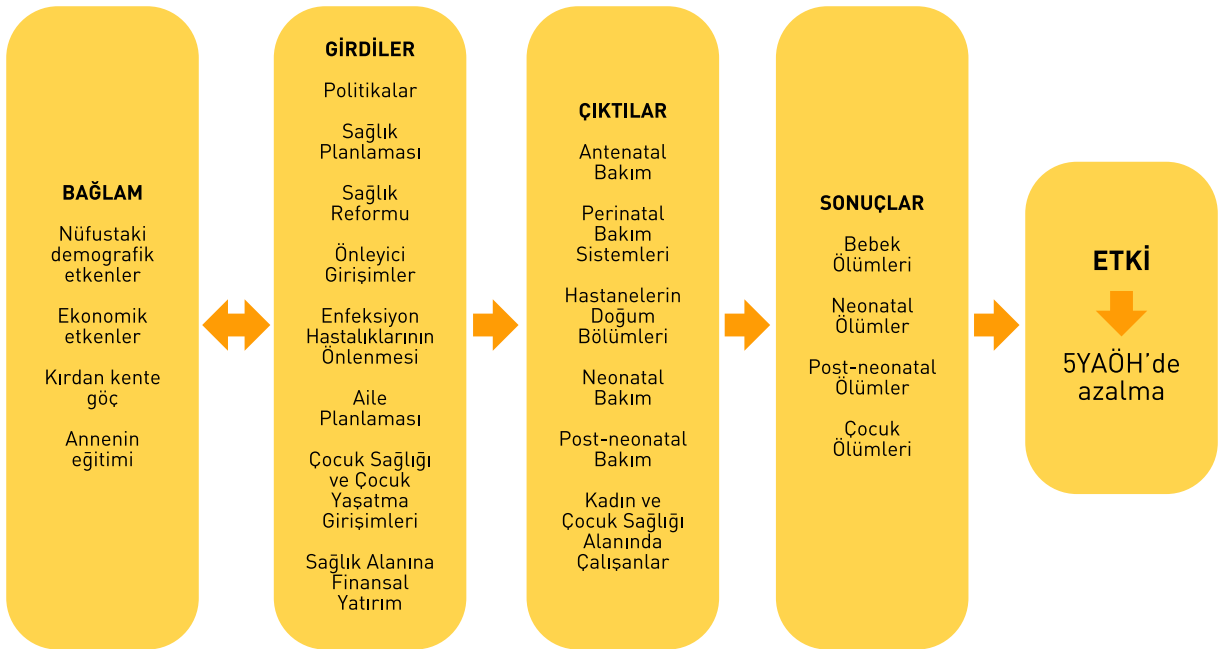 BAĞLAM
Nüfustaki
demografik
etkenler
Ekonomik
etkenler
Kırdan kente
göç
Annenin
eğitimi
GİRDİLER
Politikalar
Sağlık
Planlaması
Sağlık
Reformu
Önleyici
Girişimler
Enfeksiyon
Hastalıklarının
Önlenmesi
Aile
Planlaması
Çocuk Sağlığı
ve Çocuk
Yaşatma
Girişimleri
Sağlık Alanına
Finansal
Yatırım
ÇIKTILAR
Antenatal
Bakım
Perinatal
Bakım
Sistemleri
Hastanelerin
Doğum
Bölümleri
Neonatal
Bakım
Post-neonatal
Bakım
Kadın ve
Çocuk Sağlığı
Alanında
Çalışanlar
SONUÇLAR
Bebek
Ölümleri
Neonatal
Ölümler
Post-neonatal
Ölümler
Çocuk
Ölümleri
ETKİ
5YAÖH’de
azalma